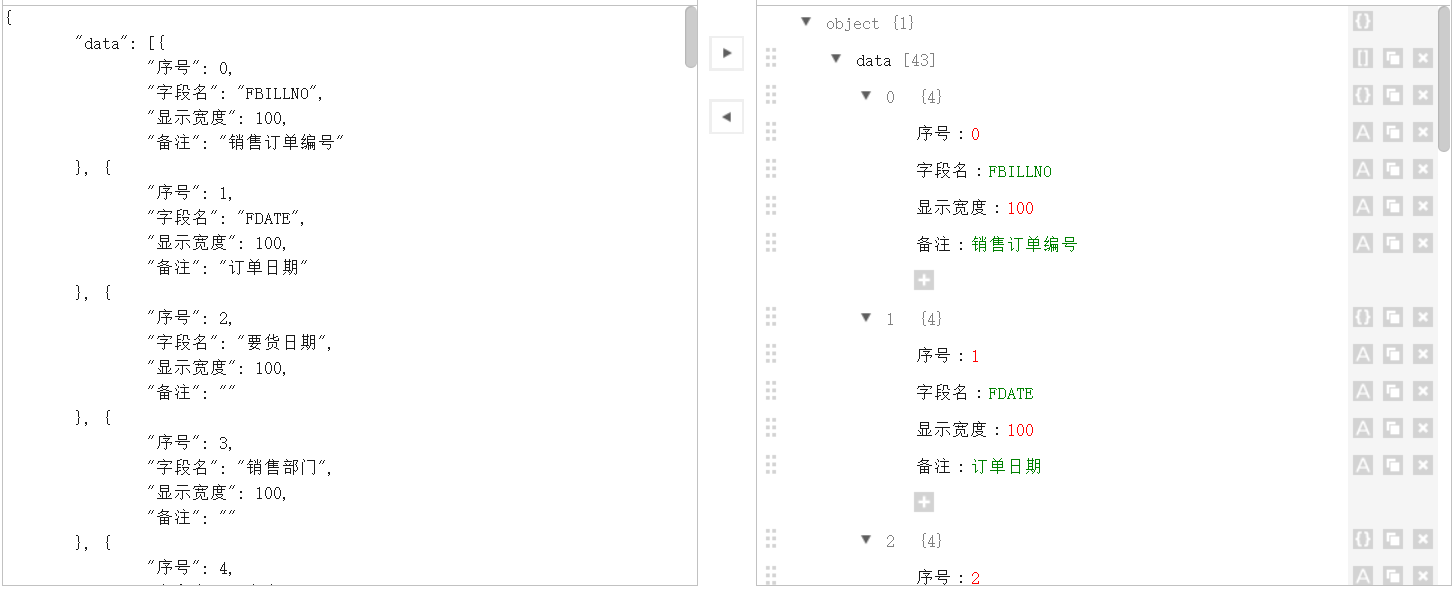 {
"data": [{
"序号": 0,
"字段名": "FBILLNO",
"显示宽度": 100,
"备注": "销售订单编号"
}, {
"序号": 1,
"字段名": "FDATE",
"显示宽度": 100,
"备注": "订单日期"
}, {
"序号": 2,
"字段名": "要货日期",
"显示宽度": 100,
"备注": ""
}, {
"序号": 3,
"字段名": "销售部门",
"显示宽度": 100,
"备注": ""
}, {
"序号": 4,
object {1}
data [43]
0 {4}
序号 : 0
字段名 : FBILLNO
显示宽度 : 100
备注 : 销售订单编号
1 {4}
序号 : 1
字段名 : FDATE
显示宽度 : 100
备注 : 订单日期
2 {4}
序号 : 2